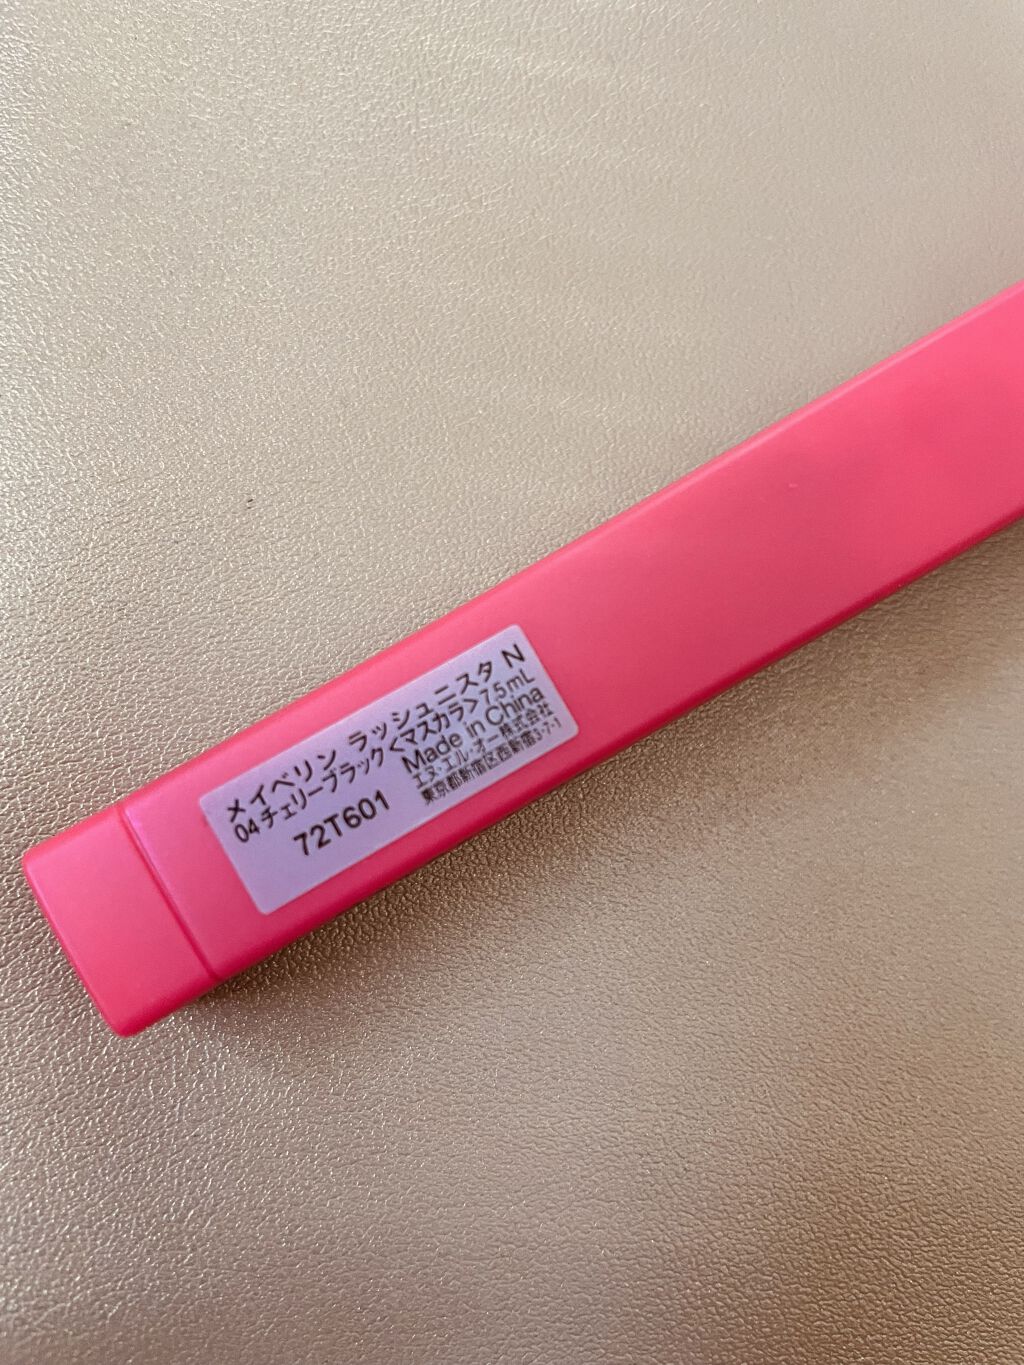 メイベリン ラッシュニスタ N
04 チェリーブラック<マスカラ>7.5mL
72T601
Made in China
エヌ・エル・オー株式会社
東京都新宿区西新宿3-7-1